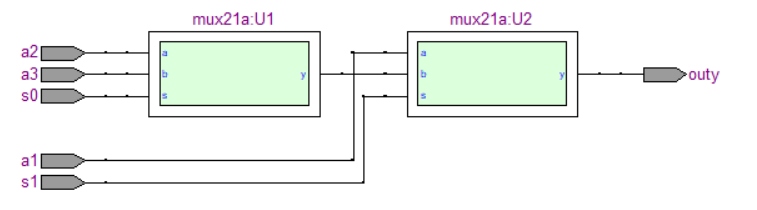 mux21a:U1 mux21a:U2
a2 a a
a3 b y b y outy
s0 s s
a1
s1